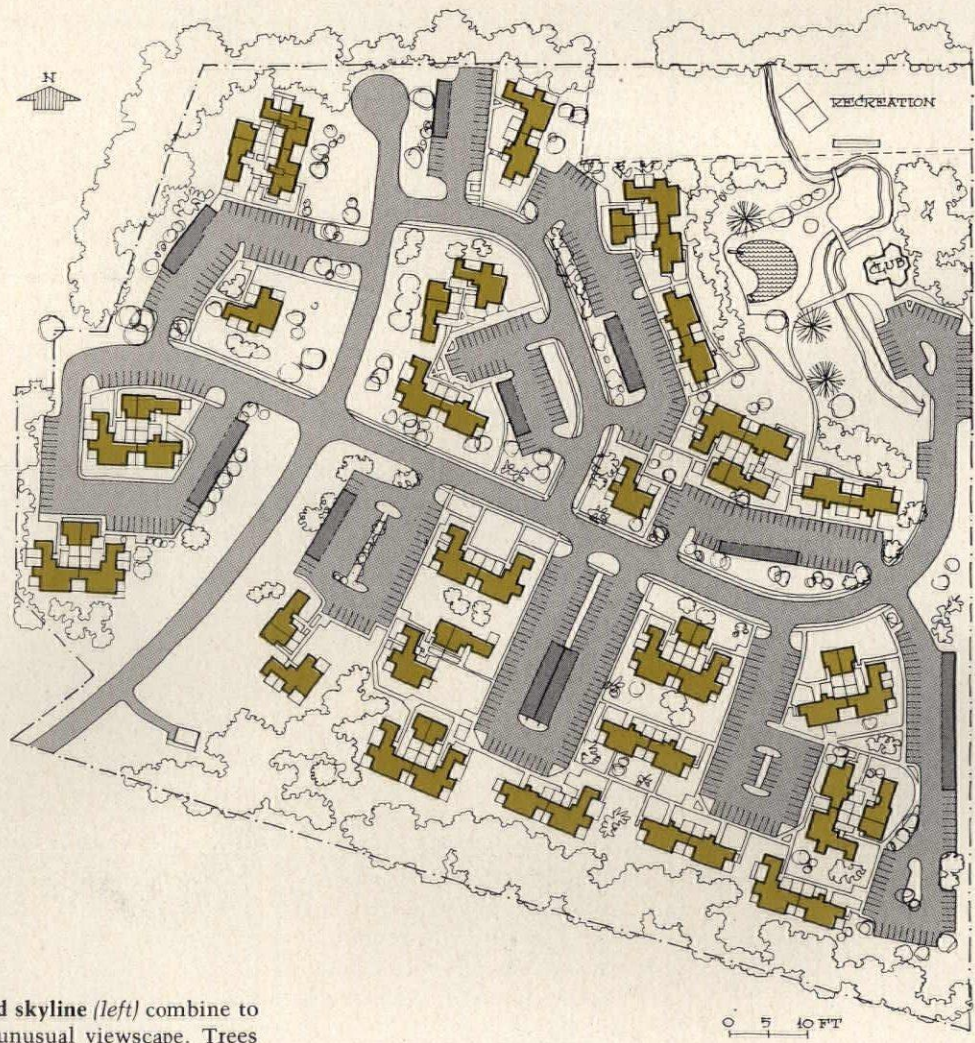 N
RECREATION
CLUB
d skyline (left) combine to
unusual viewscape. Trees
0 5 10 FT